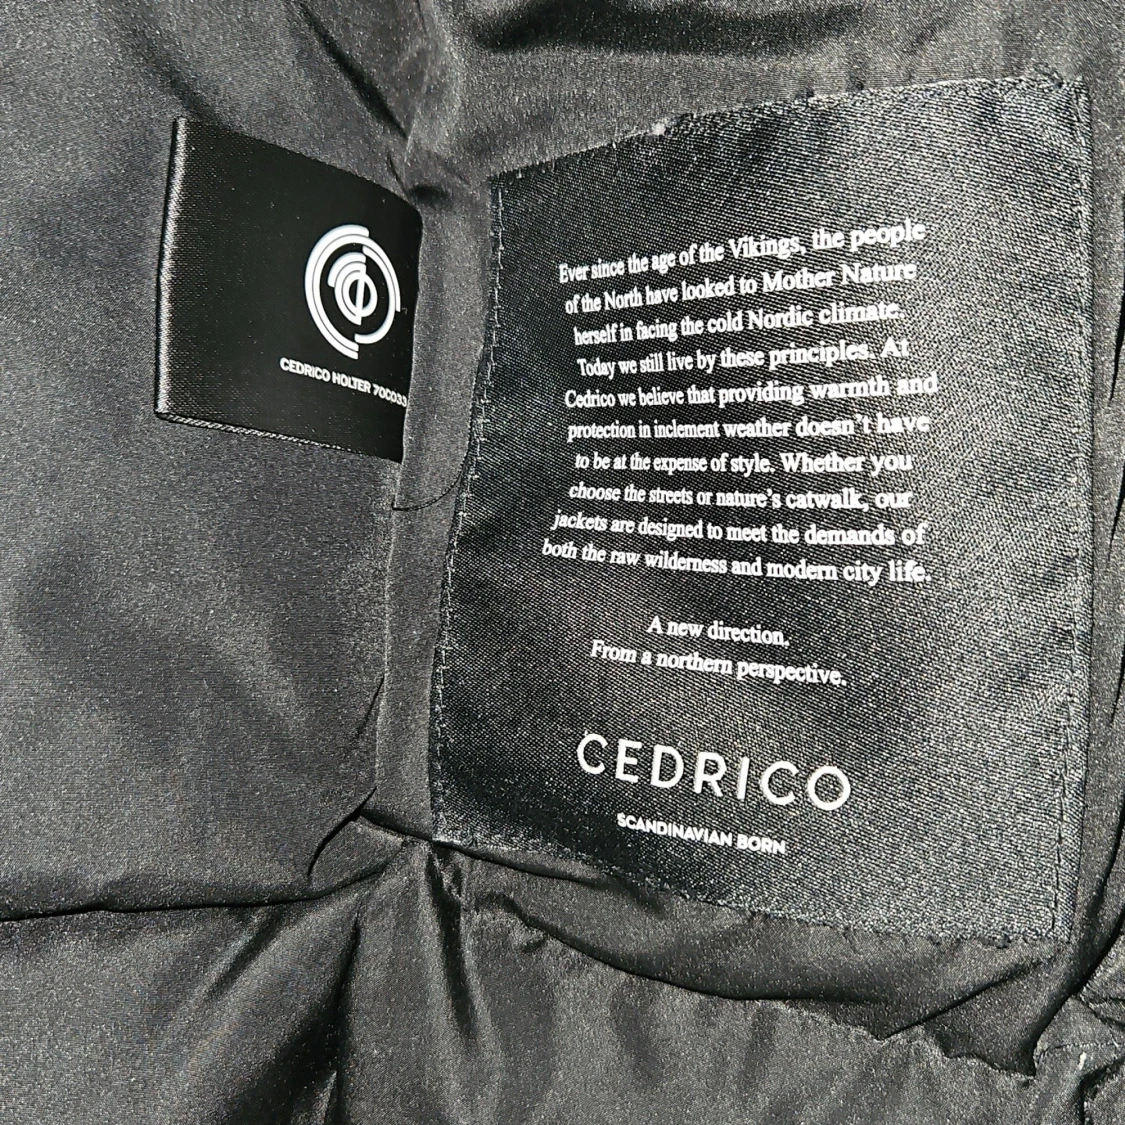 CEDRICO HOLTER 70C033
Ever since the age of the Vikings, the people
of the North have looked to Mother Nature
herself in facing the cold Nordic climate.
Today we still live by these principles. At
Cedrico we believe that providing warmth and
protection in inclement weather doesn't have
to be at the expense of style. Whether you
choose the streets or nature's catwalk, our
jackets are designed to meet the demands of
both the raw wilderness and modern city life.
A new direction.
From a northern perspective.
CEDRICO
SCANDINAVIAN BORN